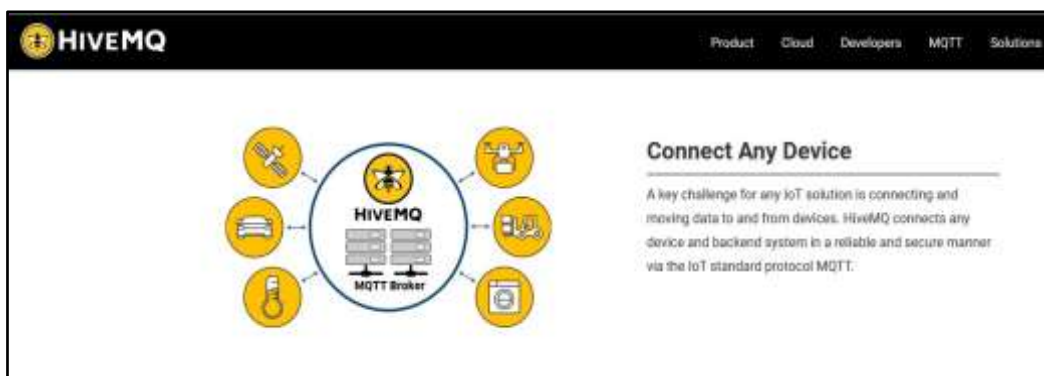 HIVEMQ
Product Cloud Developers MQTT Solutions
HIVEMQ
MQTT Broker
Connect Any Device
A key challenge for any IoT solution is connecting and
moving data to and from devices. HiveMQ connects any
device and backend system in a reliable and secure manner
via the IoT standard protocol MQTT.